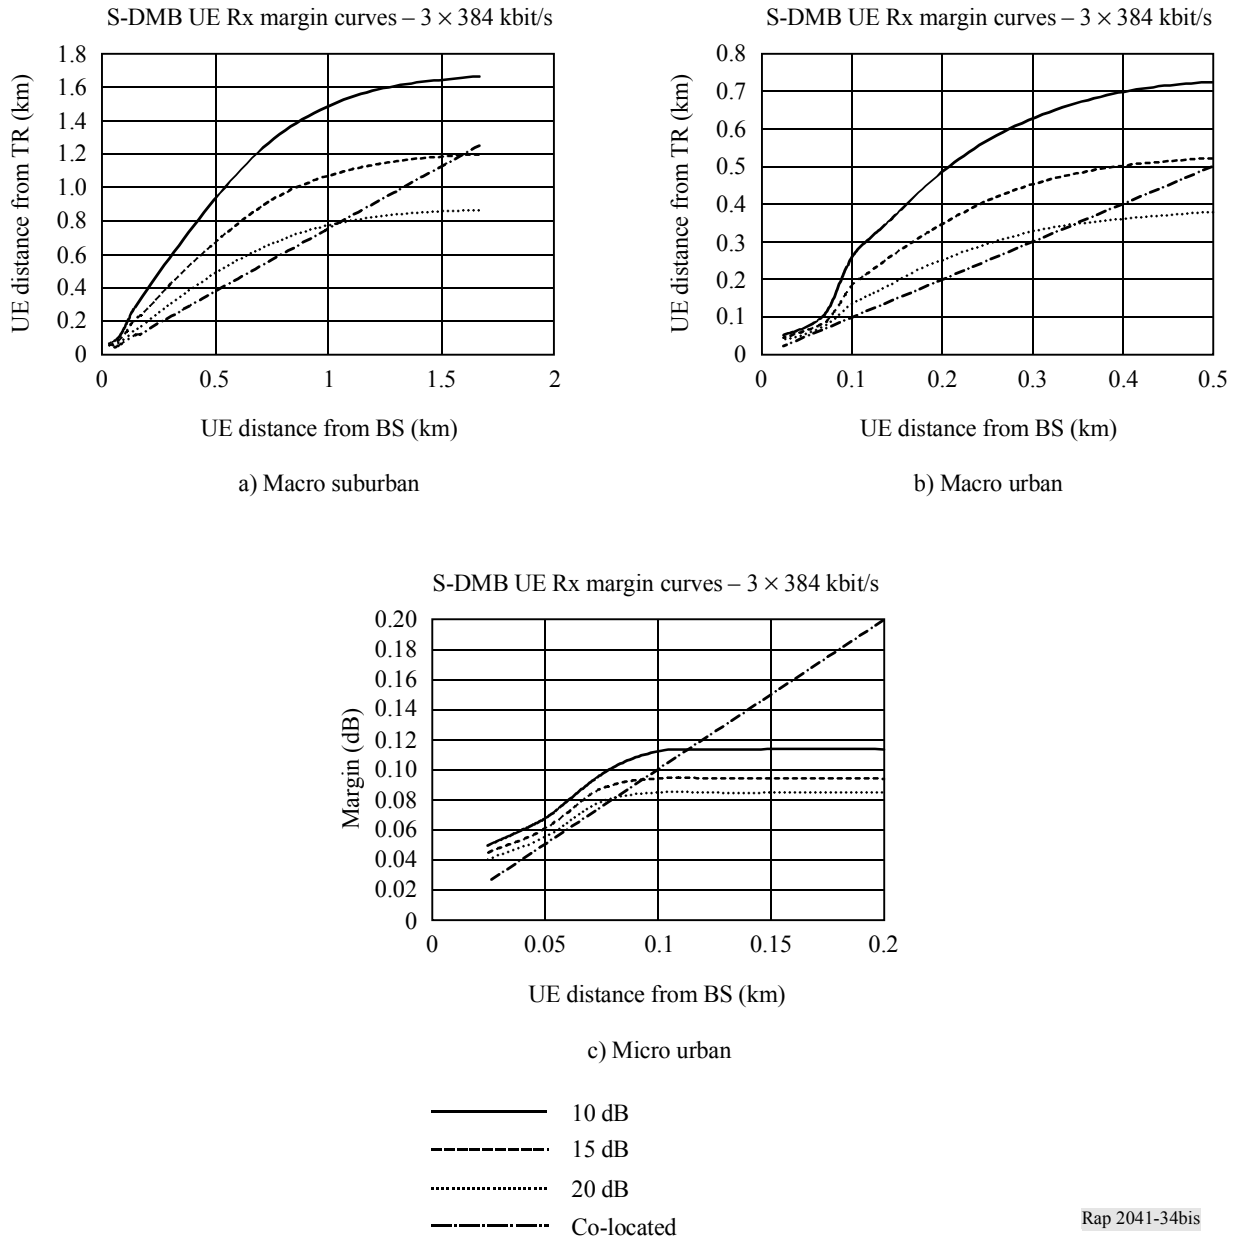 S-DMB UE Rx margin curves – 3 × 384 kbit/s
UE distance from TR (km)
1.8
1.6
1.4
1.2
1.0
0.8
0.6
0.4
0.2
0
0 0.5 1 1.5 2
UE distance from BS (km)
a) Macro suburban
S-DMB UE Rx margin curves – 3 × 384 kbit/s
UE distance from TR (km)
0.8
0.7
0.6
0.5
0.4
0.3
0.2
0.1
0
0 0.1 0.2 0.3 0.4 0.5
UE distance from BS (km)
b) Macro urban
S-DMB UE Rx margin curves – 3 × 384 kbit/s
Margin (dB)
0.20
0.18
0.16
0.14
0.12
0.10
0.08
0.06
0.04
0.02
0
0 0.05 0.1 0.15 0.2
UE distance from BS (km)
c) Micro urban
10 dB
15 dB
20 dB
Co-located
Rap 2041-34bis